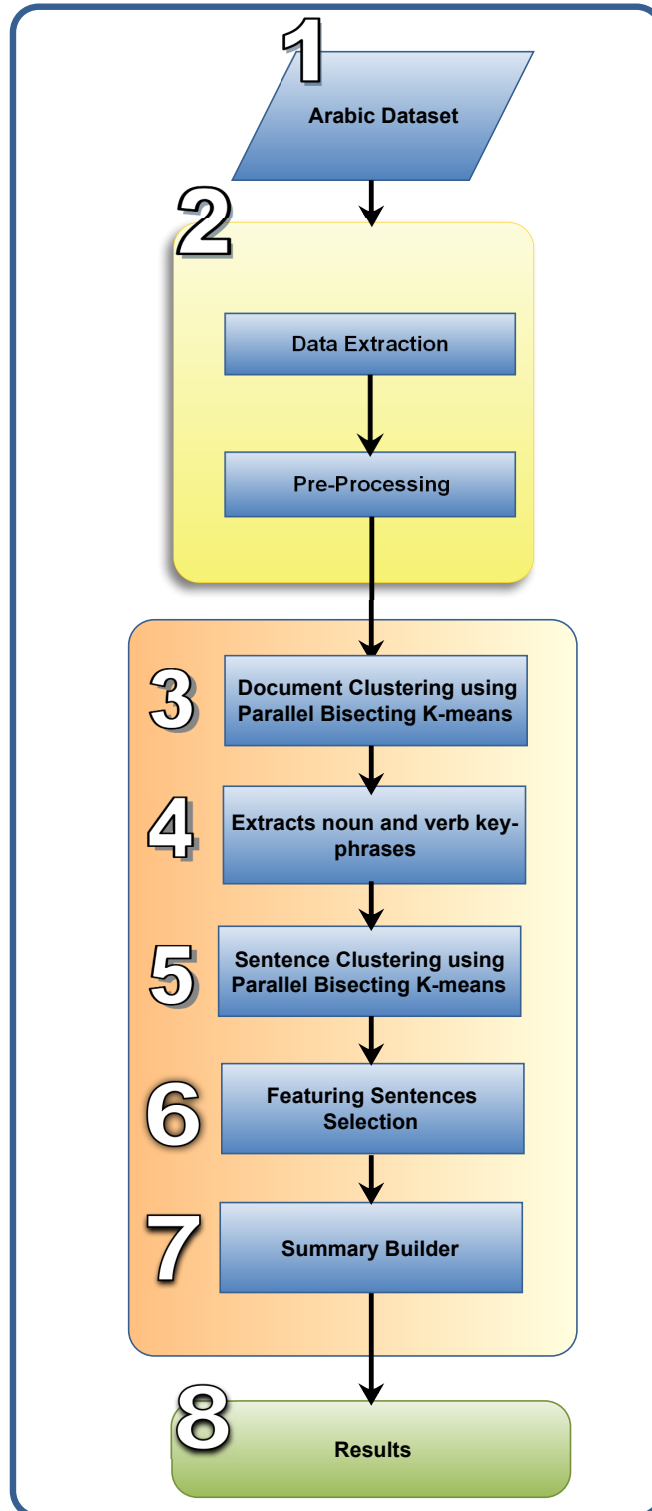 1
Arabic Dataset
2
Data Extraction
Pre-Processing
3
Document Clustering using
Parallel Bisecting K-means
4
Extracts noun and verb key-
phrases
5
Sentence Clustering using
Parallel Bisecting K-means
6
Featuring Sentences
Selection
7
Summary Builder
8
Results